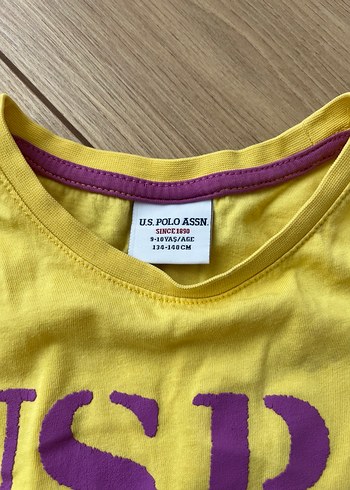 U.S. POLO ASSN.
SINCE 1890
9-10 YAŞ/AGE
134-140 CM
USP